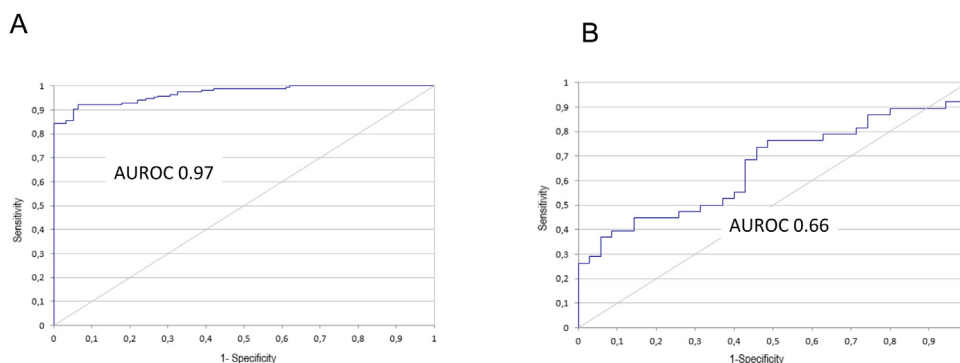 A
1
0,9
0,8
0,7
0,6
0,5
0,4
0,3
0,2
0,1
0
Sensitivity
AUROC 0.97
0 0,1 0,2 0,3 0,4 0,5 0,6 0,7 0,8 0,9 1
1- Specificity
B
1
0,9
0,8
0,7
0,6
0,5
0,4
0,3
0,2
0,1
0
Sensitivity
AUROC 0.66
0 0,1 0,2 0,3 0,4 0,5 0,6 0,7 0,8 0,9
1-Specificity